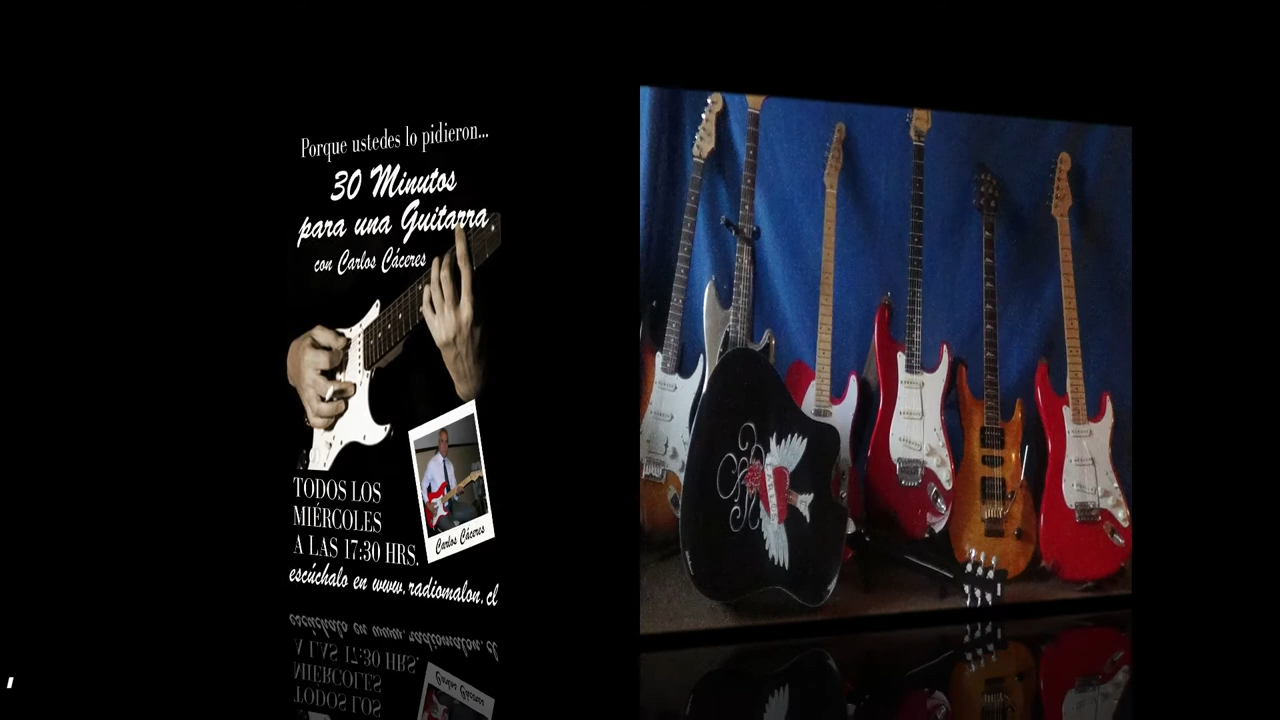 Porque ustedes lo pidieron...
30 Minutos
para una Guitarra.
con Carlos Cáceres
Carlos Cáceres
TODOS LOS
MIÉRCOLES
A LAS 17:30 HRS.
escúchalo en www.radiomalon.cl